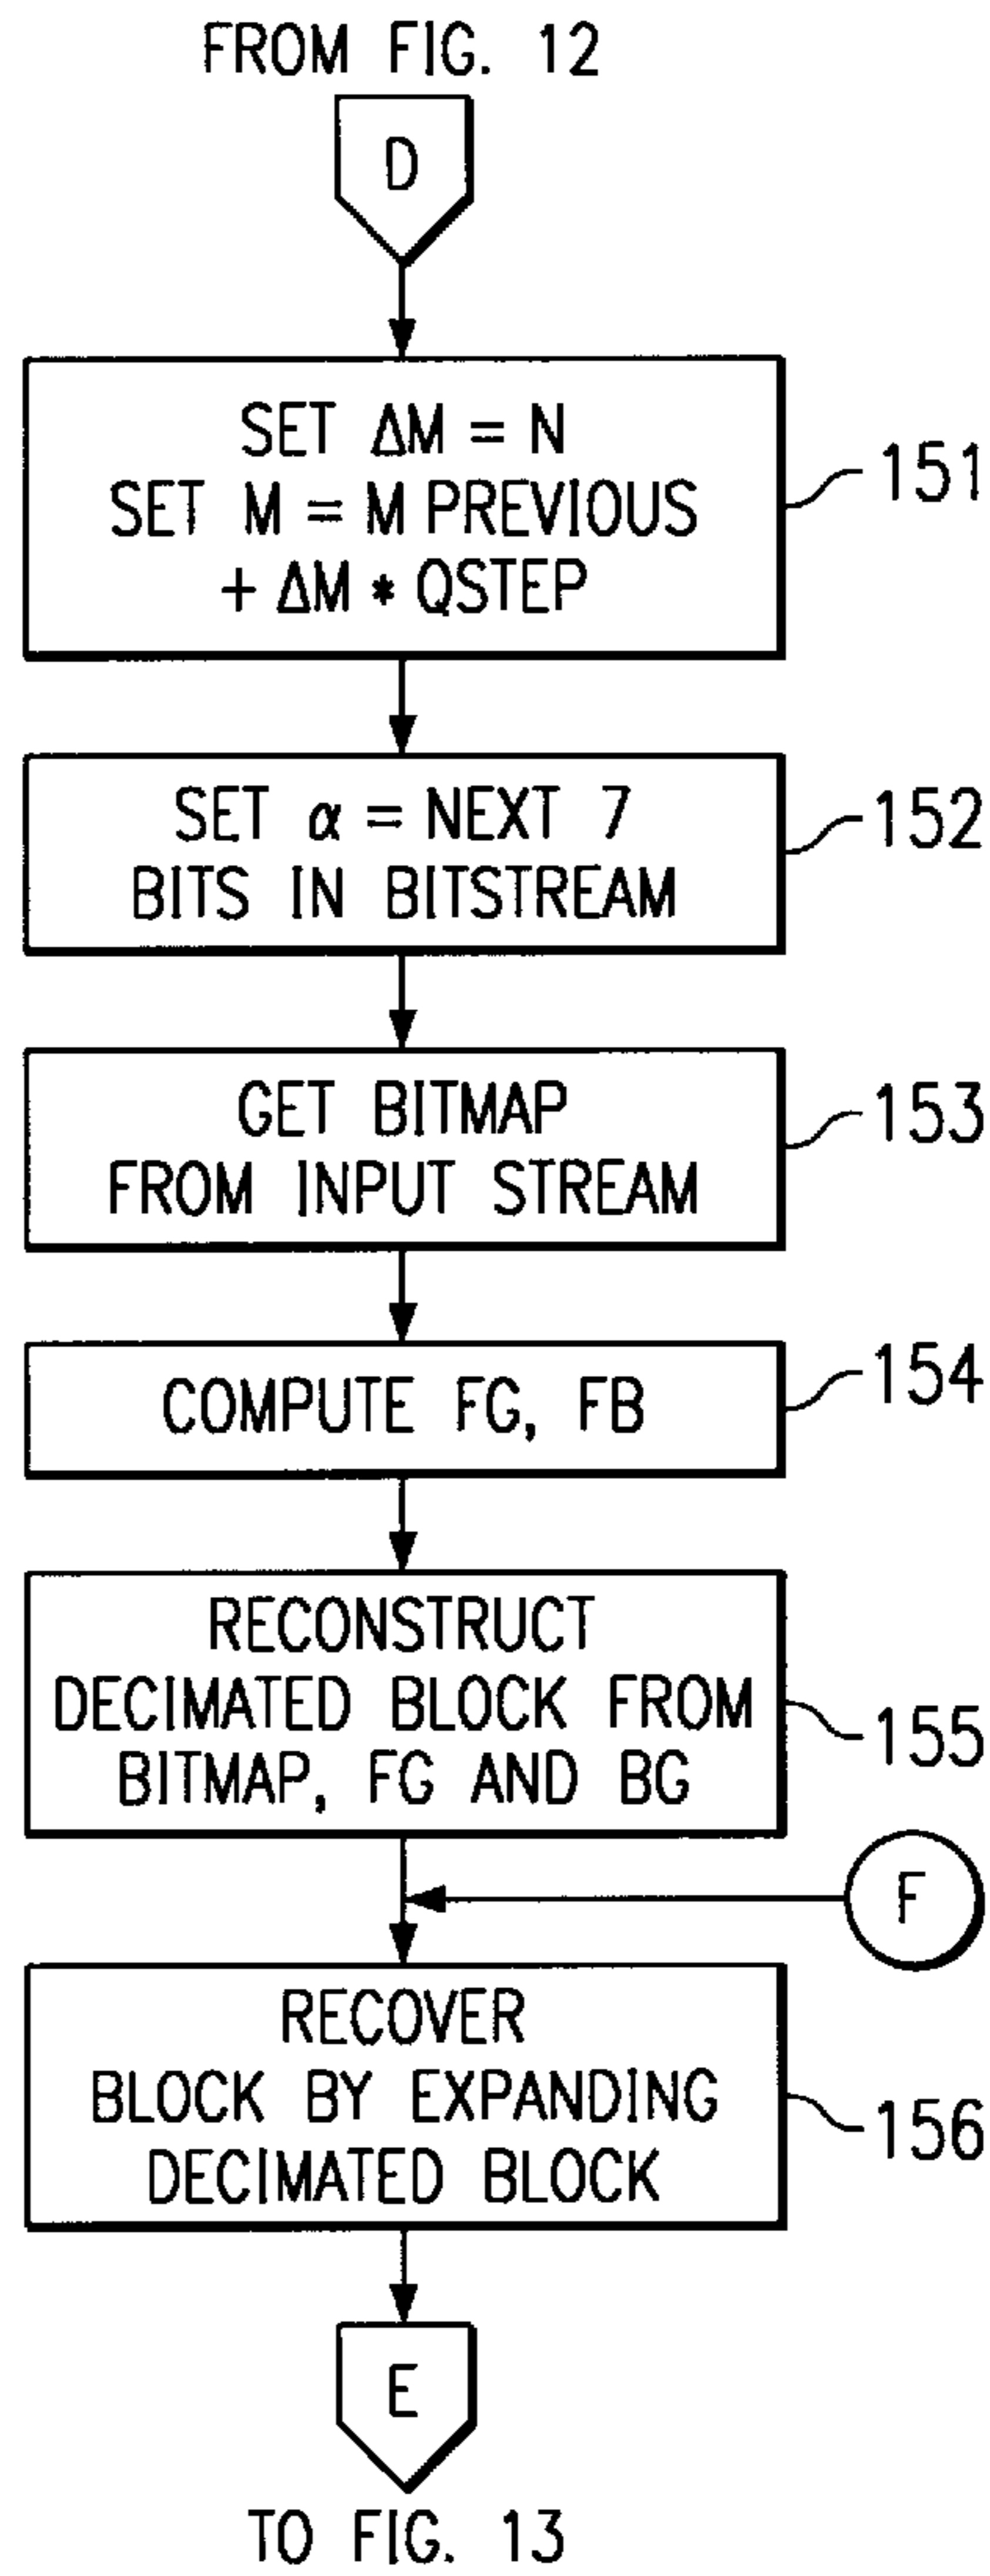 FROM FIG. 12
D
SET ΔM = N
SET M = M PREVIOUS
+ ΔM * QSTEP
151
SET α = NEXT 7
BITS IN BITSTREAM
152
GET BITMAP
FROM INPUT STREAM
153
COMPUTE FG, FB
154
RECONSTRUCT
DECIMATED BLOCK FROM
BITMAP, FG AND BG
155
F
RECOVER
BLOCK BY EXPANDING
DECIMATED BLOCK
156
E
TO FIG. 13